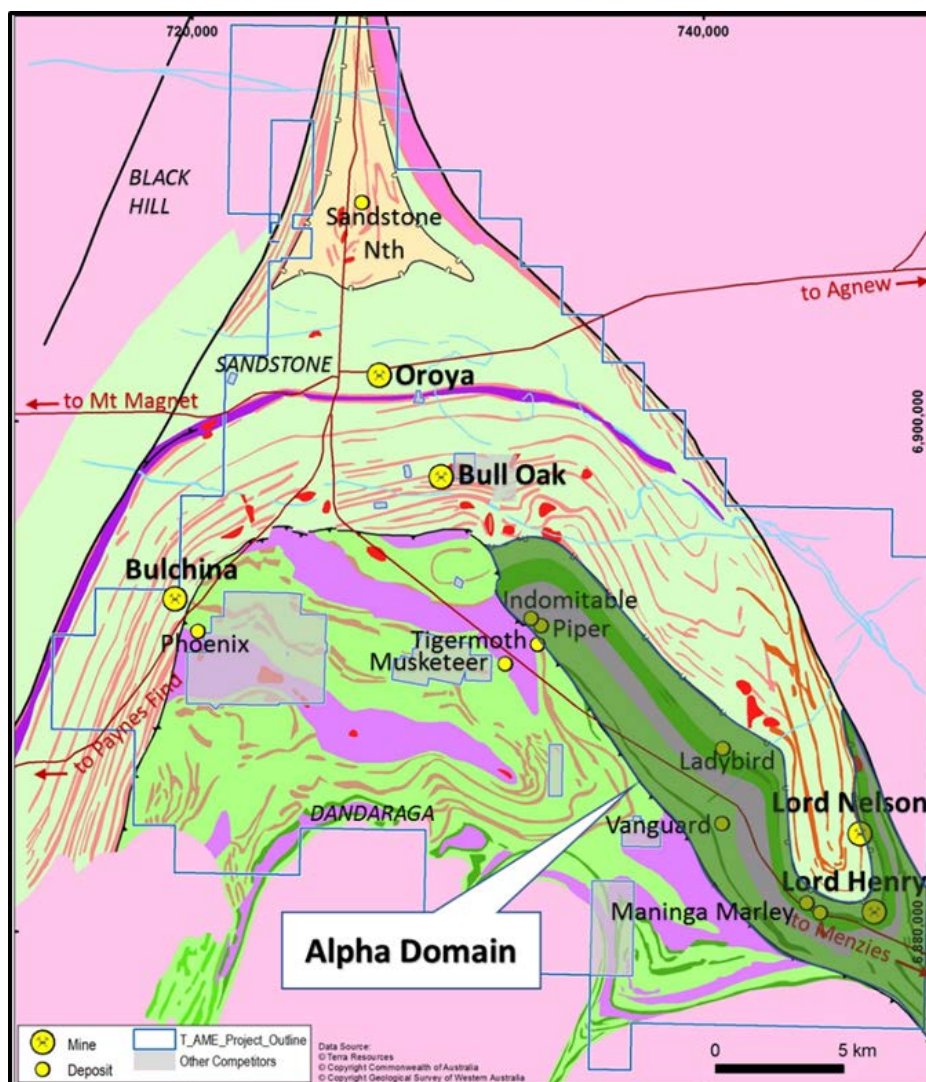 720,000
740,000
BLACK
HILL
Sandstone
Nth
to Agnew
SANDSTONE
Oroya
to Mt Magnet
6,900,000
Bull Oak
Bulchina
Indomitable
Piper
Phoenix
Tigermoth
Musketeer
to Paynes Find
Ladybird
DANDARAGA
Lord Nelson
Vanguard
Lord Henry
Maninga Marley
to Menzies
6,880,000
Alpha Domain
Mine
Deposit
T_AME_Project_Outline
Other Competitors
Data Source:
© Terra Resources
© Copyright Commonwealth of Australia
© Copyright Geological Survey of Western Australia
0 5 km